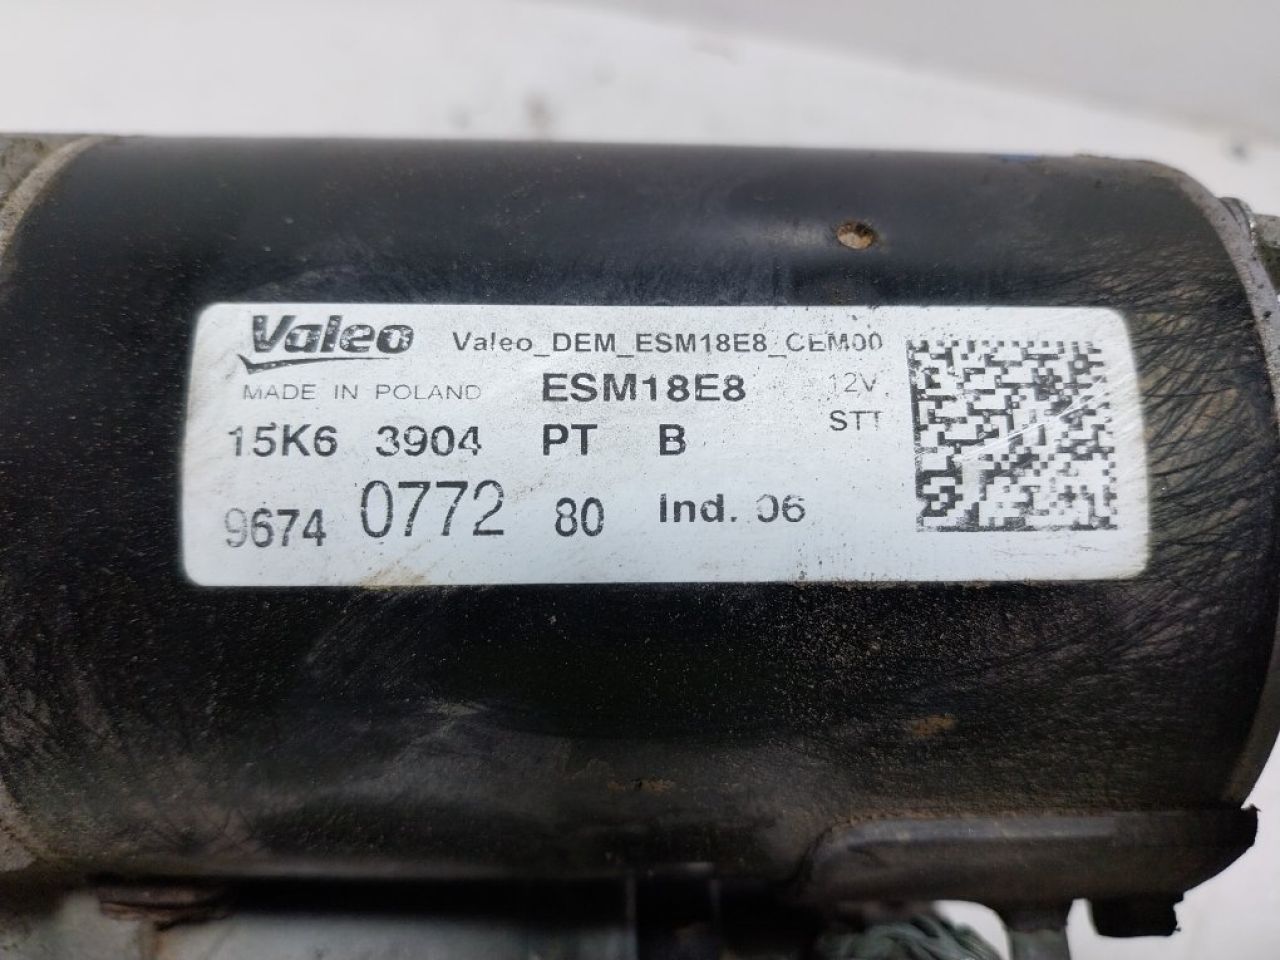 Valeo Valeo_DEM_ESM18E8_CEM00
MADE IN POLAND ESM18E8 12V
15K6 3904 PT B STT
9674 0772 80 Ind. 06